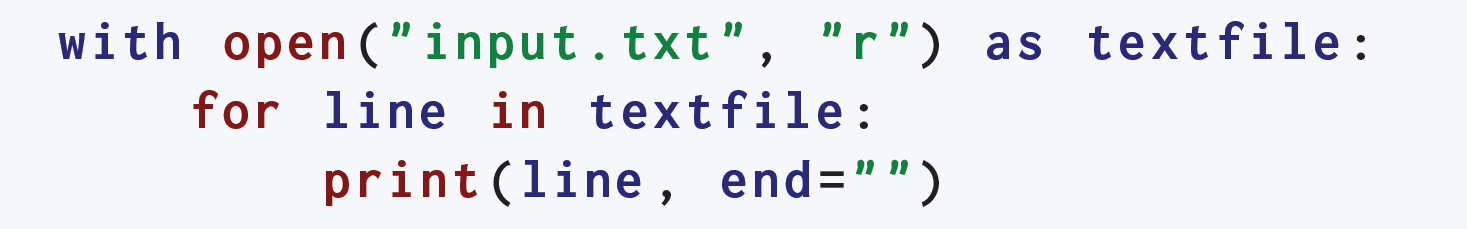 with open("input.txt", "r") as textfile:
    for line in textfile:
        print(line, end="")